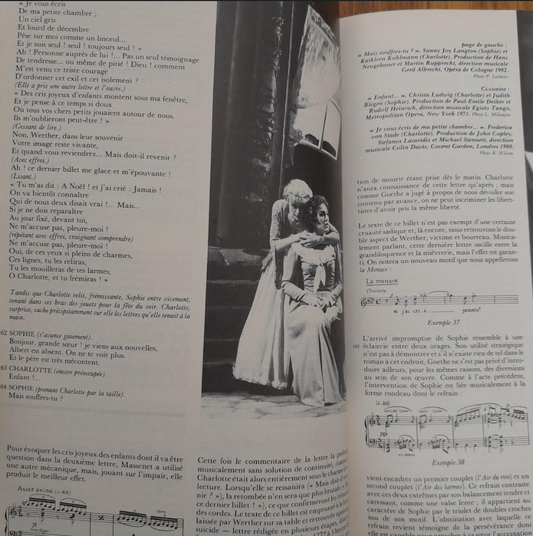 « Je vous écris
De ma petite chambre ;
Un ciel gris
Et lourd de décembre
Pèse sur moi comme un linceul...
Et je suis seul ! seul ! toujours seul ! »
Ah ! Personne auprès de lui !... Pas un seul témoignage
De tendresse... ou même de pitié ! Dieu ! comment
M'est venu ce triste courage
D'ordonner cet exil et cet isolement ?
(Elle a pris une autre lettre et l'ouvre.)
« Des cris joyeux d'enfants montent sous ma fenêtre,
Et je pense à ce temps si doux
Où tous vos chers petits jouaient autour de nous.
Ils m'oublieront peut-être ! »
(Cessant de lire.)
Non, Werther, dans leur souvenir
Votre image reste vivante,
Et quand vous reviendrez... Mais doit-il revenir ?
(Avec effroi.)
Ah ! ce dernier billet me glace et m'épouvante !
(Lisant.)
« Tu m'as dit : A Noël ! et j'ai crié : Jamais !
On va bientôt connaître
Qui de nous deux disait vrai !... Mais...
Si je ne dois reparaître
Au jour fixé, devant toi,
Ne m'accuse pas, pleure-moi !
(répétant avec effroi, craignant comprendre)
Ne m'accuse pas, pleure-moi !
Oui, de ces yeux si pleins de charmes,
Ces lignes, tu les reliras,
Tu les mouilleras de tes larmes,
O Charlotte, et tu frémiras ! »
Tandis que Charlotte relit, frémissante, Sophie entre vivement,
tenant dans ses bras des jouets pour la fête du soir. Charlotte,
surprise, cache précipitamment sur elle les lettres qu'elle tenait à la
main.
62 SOPHIE (s'avance gaiement).
Bonjour, grande sœur ! je viens aux nouvelles,
Albert est absent. On ne te voit plus.
Et le père est très mécontent.
63 CHARLOTTE (encore préoccupée).
Enfant !...
64 SOPHIE (prenant Charlotte par la taille).
Mais souffres-tu ?
Pour évoquer les cris joyeux des enfants dont il va être
question dans la deuxième lettre, Massenet a utilisé
une autre mécanique, mais, jouant sur l'impair, elle
produit le meilleur effet.
Cette fois le commentaire de la lettre la
musicalement sans solution de continuité,
Charlotte était alors entièrement sous le
lecture. Lorsqu'elle se ressaisira (« Mais doit-il
nir ? »), la retombée n'en sera que plus
ce dernier billet ! »), ce que confirmeront les
des cordes. Le texte de ce billet est emprunté à la
laissée par Werther sur sa table et retrouvée
suicide — lettre rédigée en plusieurs étapes.
page de gauche
« Mais souffres-tu ? ». Sunny Joy Langton (Sophie) et
Kathleen Kuhlmann (Charlotte). Production de Hans
Neugebauer et Martin Rupprecht, direction musicale
Gerd Albrecht, Opéra de Cologne 1982.
Ci-contre
« Enfant... ». Christa Ludwig (Charlotte) et Judith
Blegen (Sophie). Production de Paul-Emile Deiber et
Rudolf Heinrich, direction musicale Egisto Tango,
Metropolitan Opera, New York 1971.
« Je vous écris de ma petite chambre... ». Frederica
von Stade (Charlotte). Production de John Copley,
Stefanos Lazaridis et Michael Stennett, direction
musicale Colin Davis, Covent Garden, Londres 1980.
tion de mourir étant prise dès le matin. Charlotte
n'aura connaissance de cette lettre qu'après ; mais
comme Goethe a jugé à propos de nous dévoiler son
contenu par avance, on ne peut incriminer les libret-
tistes d'avoir pris la même liberté.
Le texte de ce billet n'est pas exempt d'une certaine
cruauté sadique et, là encore, nous retrouvons le dou-
ble aspect de Werther, victime et bourreau. Musica-
lement parlant, cette dernière lettre oscille entre la
grandiloquence et la mièvrerie, mais l'effet en est garan-
ti. On notera un nouveau motif que nous appellerons
la Menace :
La menace
Charlotte
Exemple 37
L'arrivée impromptue de Sophie ressemble à une
éclaircie entre deux orages. Son utilité stratégique
n'est pas à démontrer et s'il n'existe rien de tel dans le
roman à cet endroit, Goethe ne s'est pas privé d'intro-
duire ailleurs, pour les mêmes raisons, des diversions
au sein de son œuvre. Comme à l'acte précédent,
l'intervention de Sophie est liée musicalement à la
forme rondeau dont le refrain :
Exemple 38
vient encadrer un premier couplet (l'Air du rire) et un
second couplet (l'Air des larmes). Ce refrain contraste
avec ces deux extrêmes par son balancement tendre et
caressant, comme une valse lente ; il appartient au
caractère de Sophie par le triolet de doubles croches
issu de son motif. L'obstination avec laquelle ce
refrain revient témoigne de la persévérance dont